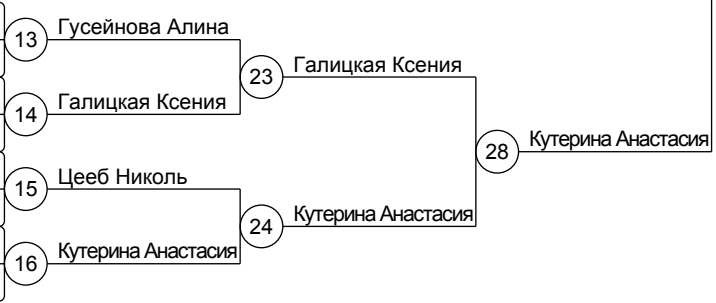 13 Гусейнова Алина
23 Галицкая Ксения
14 Галицкая Ксения
28 Кутерина Анастасия
15 Цееб Николь
24 Кутерина Анастасия
16 Кутерина Анастасия